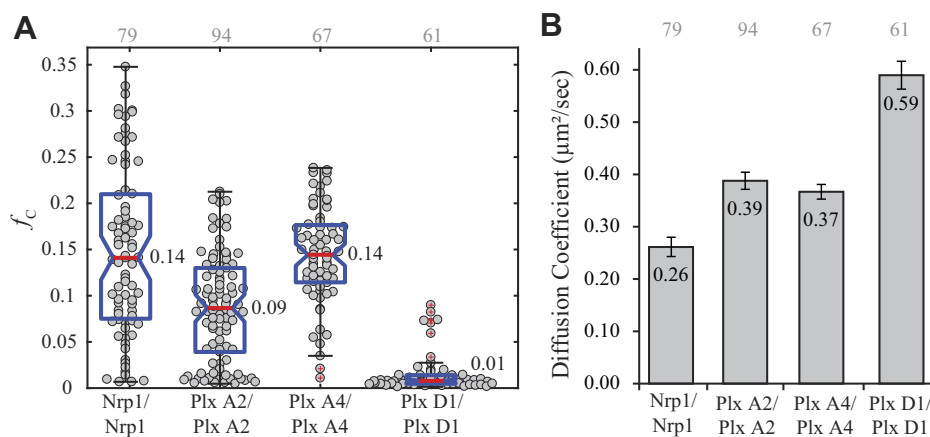 A
79 94 67 61
0.35
0.3
0.25
0.2
0.15
0.1
0.05
0
fC
0.14
0.09
0.14
0.01
Nrp1/ Plx A2/ Plx A4/ Plx D1/
Nrp1 Plx A2 Plx A4 Plx D1
B
79 94 67 61
0.60
0.50
0.40
0.30
0.20
0.10
0.00
Diffusion Coefficient (μm²/sec)
0.26
0.39
0.37
0.59
Nrp1/ Plx A2/ Plx A4/ Plx D1/
Nrp1 Plx A2 Plx A4 Plx D1